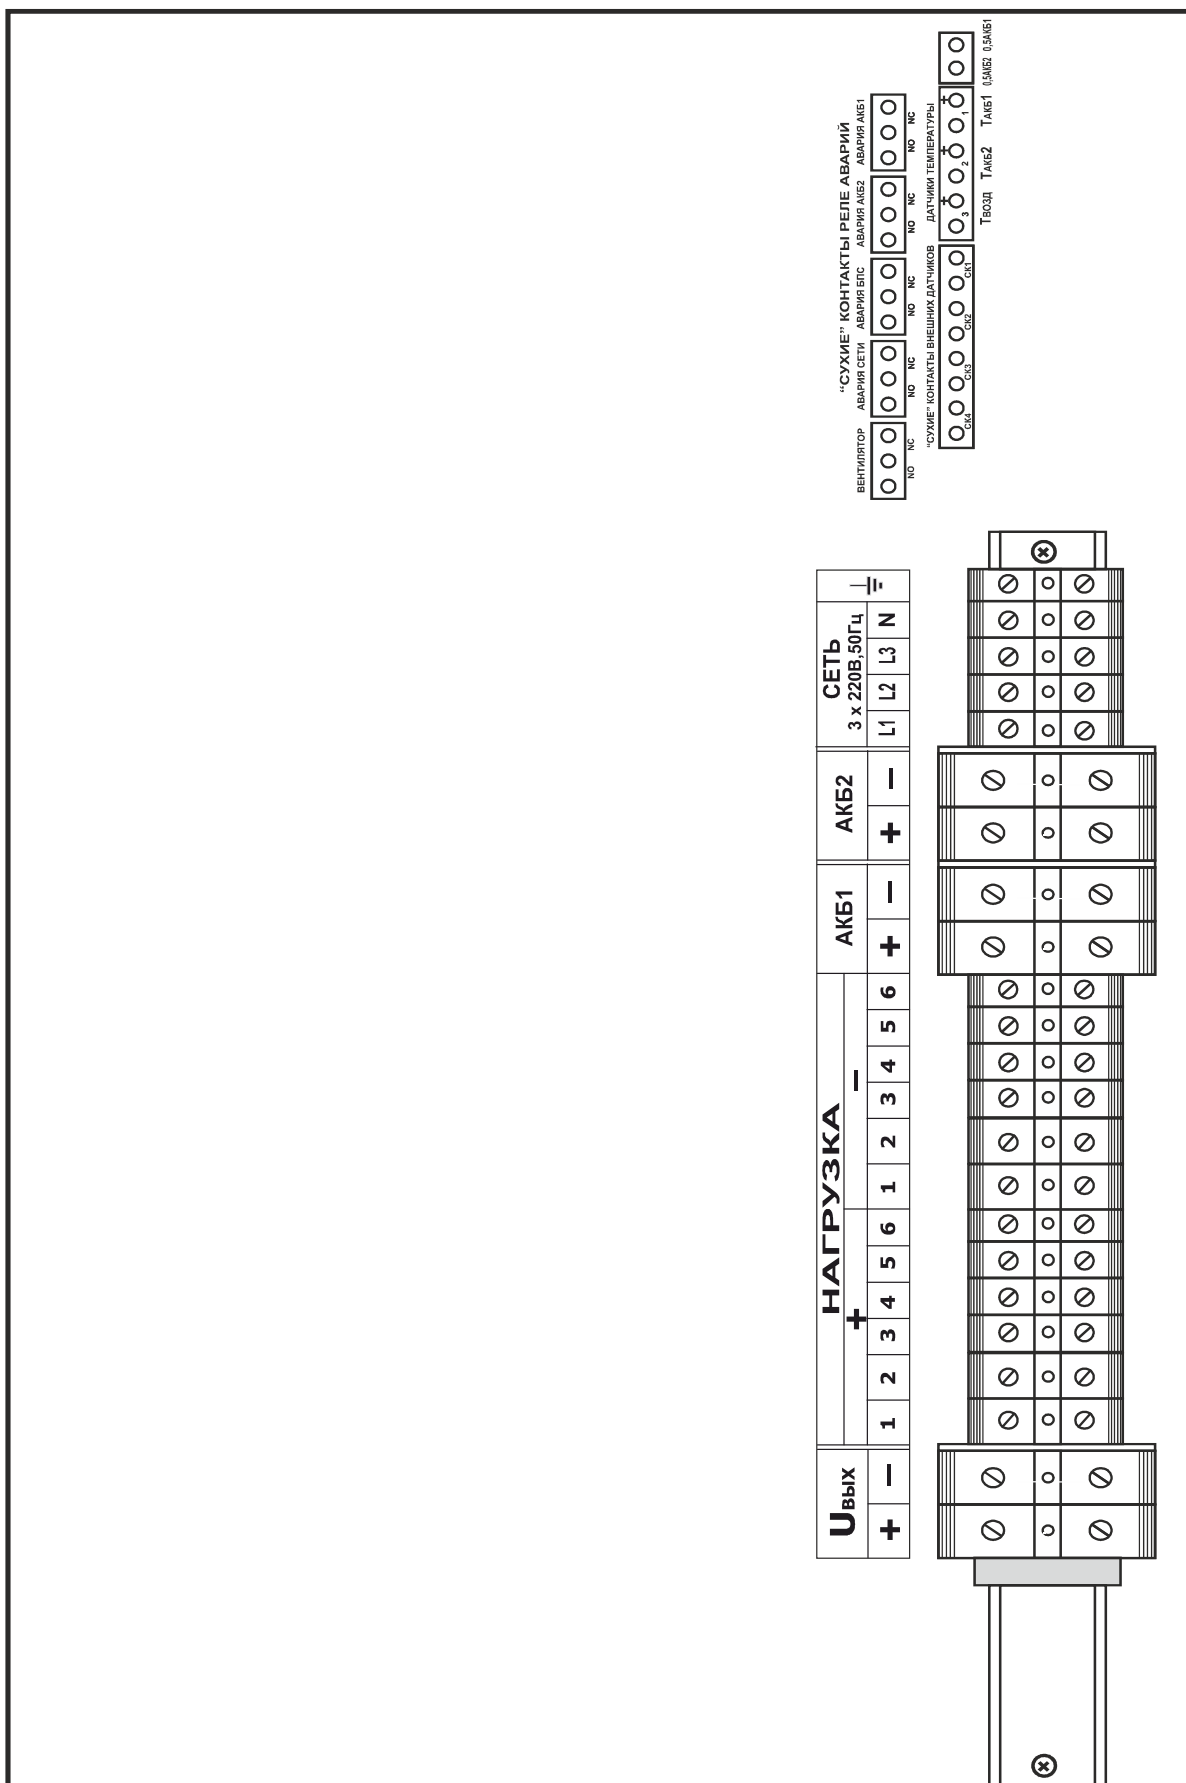 "СУХИЕ" КОНТАКТЫ РЕЛЕ АВАРИЙ
ВЕНТИЛЯТОР
АВАРИЯ СЕТИ
АВАРИЯ БПС
АВАРИЯ АКБ2
АВАРИЯ АКБ1
NO NC
NO NC
NO NC
NO NC
NO NC
"СУХИЕ" КОНТАКТЫ ВНЕШНИХ ДАТЧИКОВ
ДАТЧИКИ ТЕМПЕРАТУРЫ
+ + +
СК4 СК3 СК2 СК1
3 2 1
ТВОЗД ТАКБ2 ТАКБ1 0,5АКБ2 0,5АКБ1
Uвых
+ −
НАГРУЗКА
+ −
1 2 3 4 5 6 1 2 3 4 5 6
АКБ1
+ −
АКБ2
+ −
СЕТЬ
3 х 220В,50Гц
L1 L2 L3 N